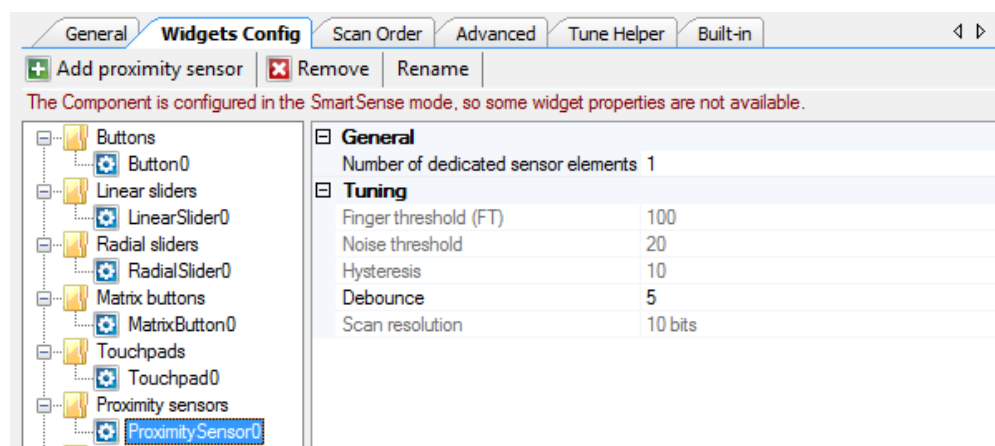 General Widgets Config Scan Order Advanced Tune Helper Built-in
Add proximity sensor Remove Rename
The Component is configured in the SmartSense mode, so some widget properties are not available.
Buttons
Button0
Linear sliders
LinearSlider0
Radial sliders
RadialSlider0
Matrix buttons
MatrixButton0
Touchpads
Touchpad0
Proximity sensors
ProximitySensor0
General
Number of dedicated sensor elements 1
Tuning
Finger threshold (FT) 100
Noise threshold 20
Hysteresis 10
Debounce 5
Scan resolution 10 bits